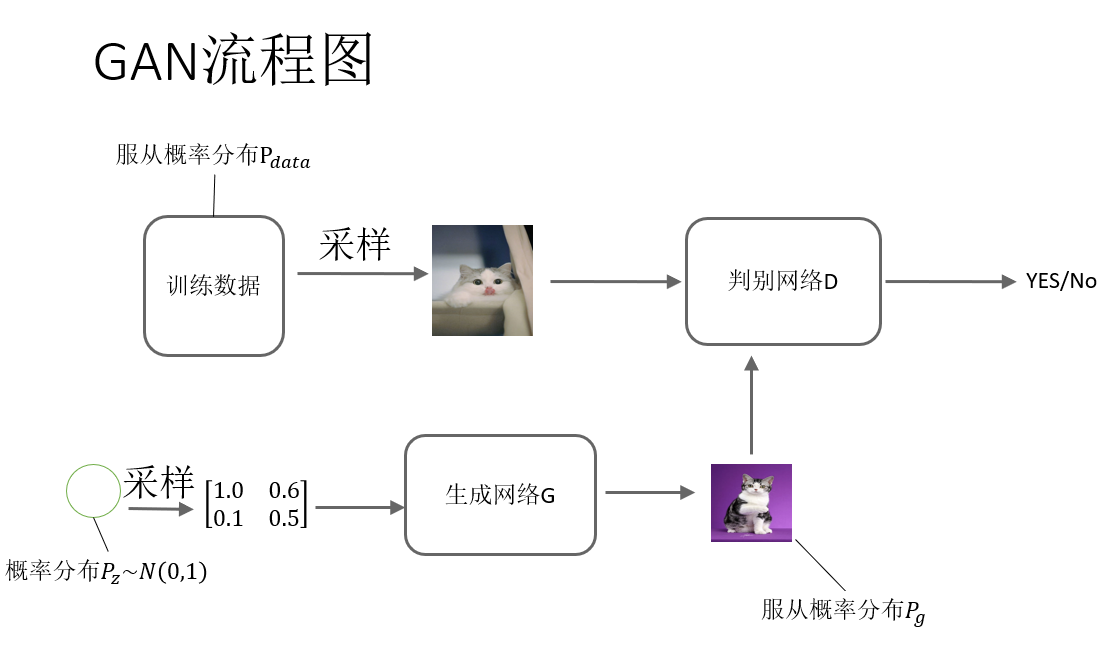 GAN流程图
服从概率分布P_data
训练数据
采样
判别网络D
YES/No
采样
[1.0 0.6
0.1 0.5]
生成网络G
概率分布P_z~N(0,1)
服从概率分布P_g